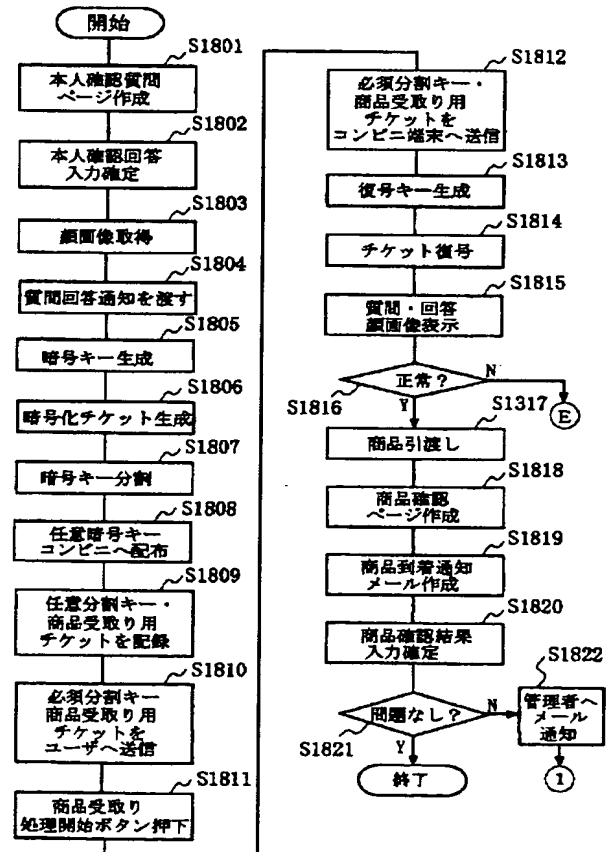 開始
S1801
本人確認質問
ページ作成
S1802
本人確認回答
入力確定
S1803
顔画像取得
S1804
質問回答通知を渡す
S1805
暗号キー生成
S1806
暗号化チケット生成
S1807
暗号キー分割
S1808
任意暗号キー
コンビニへ配布
S1809
任意分割キー・
商品受取り用
チケットを記録
S1810
必須分割キー
商品受取り用
チケットを
ユーザへ送信
S1811
商品受取り
処理開始ボタン押下
S1812
必須分割キー・
商品受取り用
チケットを
コンビニ端末へ送信
S1813
復号キー生成
S1814
チケット復号
S1815
質問・回答
顔画像表示
正常?
N
S1816
Y
E
S1317
商品引渡し
S1818
商品確認
ページ作成
S1819
商品到着通知
メール作成
S1820
商品確認結果
入力確定
S1822
問題なし?
N
管理者へ
メール
通知
S1821
Y
1
終了